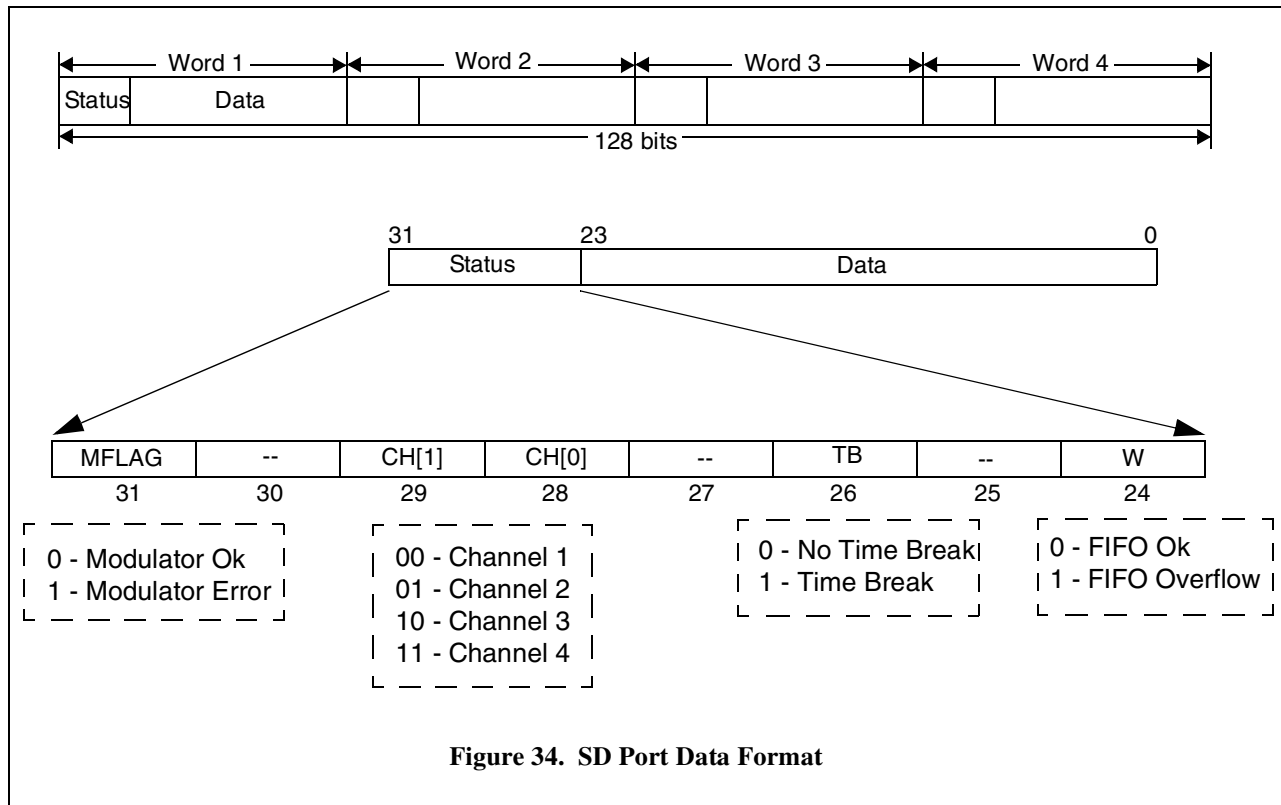 Word 1 Word 2 Word 3 Word 4
Status Data
128 bits
31 23 0
Status Data
MFLAG -- CH[1] CH[0] -- TB -- W
31 30 29 28 27 26 25 24
0 - Modulator Ok
1 - Modulator Error
00 - Channel 1
01 - Channel 2
10 - Channel 3
11 - Channel 4
0 - No Time Break
1 - Time Break
0 - FIFO Ok
1 - FIFO Overflow
Figure 34. SD Port Data Format